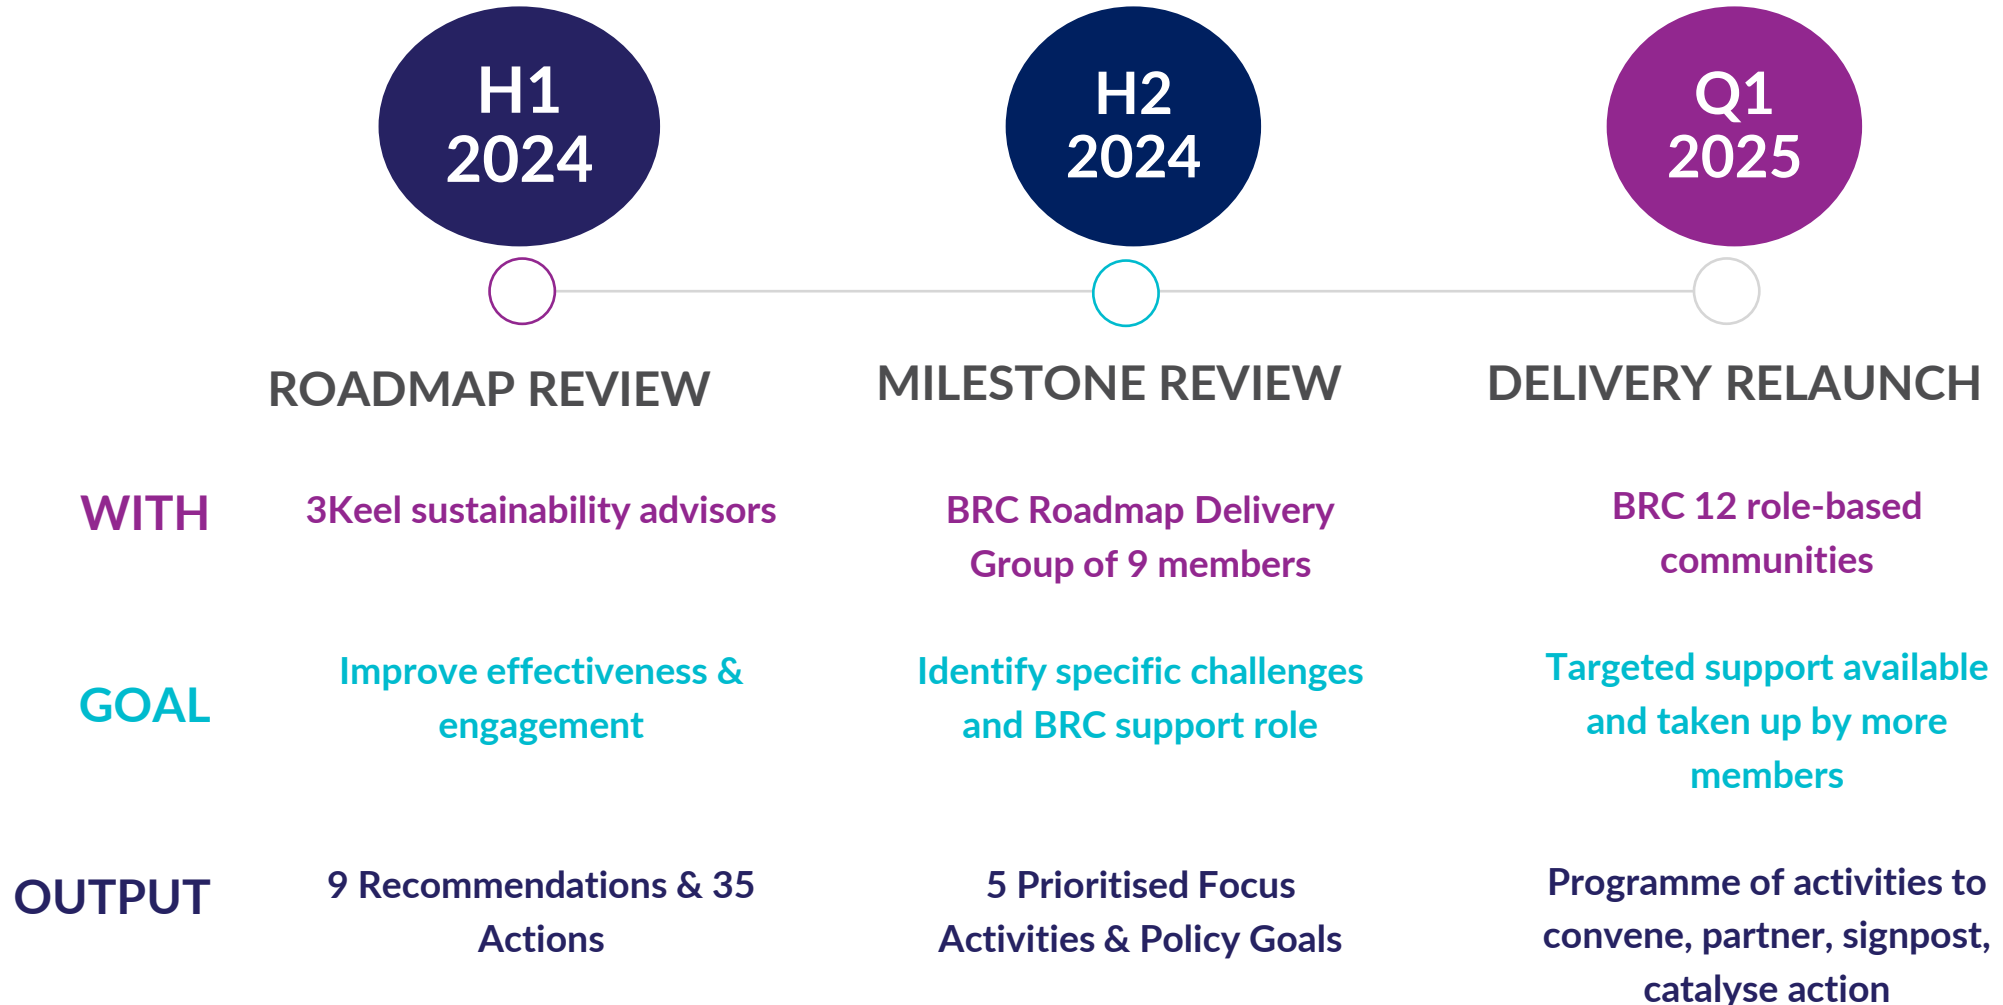 H1
2024
H2
2024
Q1
2025
ROADMAP REVIEW
MILESTONE REVIEW
DELIVERY RELAUNCH
WITH
3Keel sustainability advisors
BRC Roadmap Delivery
Group of 9 members
BRC 12 role-based
communities
GOAL
Improve effectiveness &
engagement
Identify specific challenges
and BRC support role
Targeted support available
and taken up by more
members
OUTPUT
9 Recommendations & 35
Actions
5 Prioritised Focus
Activities & Policy Goals
Programme of activities to
convene, partner, signpost,
catalyse action